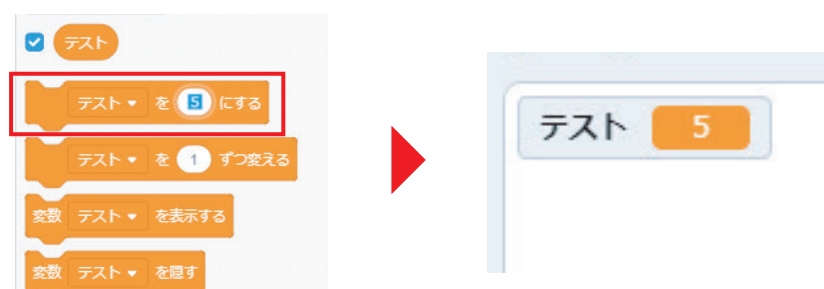 テスト
テスト を 5 にする
テスト を 1 ずつ変える
変数 テスト を表示する
変数 テスト を隠す
テスト 5